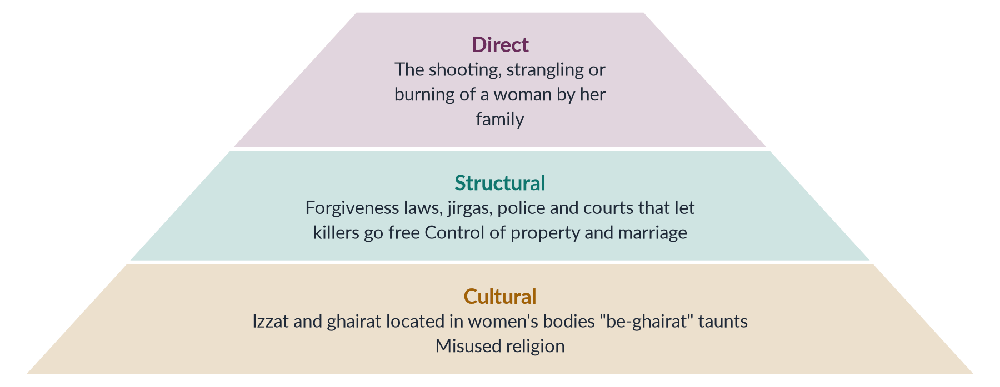 Direct
The shooting, strangling or
burning of a woman by her
family
Structural
Forgiveness laws, jirgas, police and courts that let
killers go free Control of property and marriage
Cultural
Izzat and ghairat located in women's bodies "be-ghairat" taunts
Misused religion